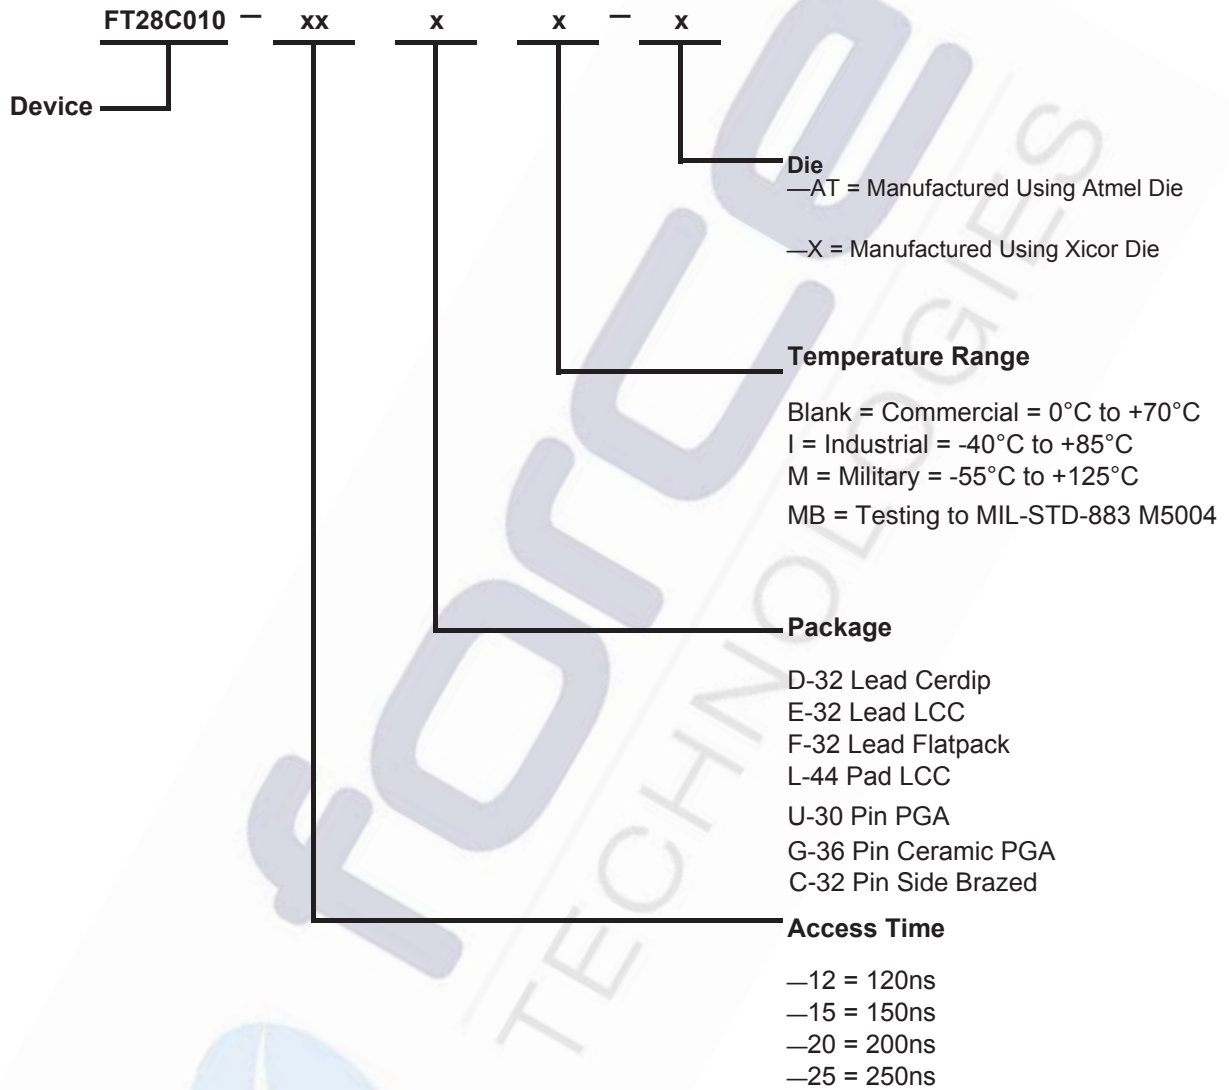 FT28C010 — xx x x — x
Device
Die
—AT = Manufactured Using Atmel Die
—X = Manufactured Using Xicor Die
Temperature Range
Blank = Commercial = 0°C to +70°C
I = Industrial = -40°C to +85°C
M = Military = -55°C to +125°C
MB = Testing to MIL-STD-883 M5004
Package
D-32 Lead Cerdip
E-32 Lead LCC
F-32 Lead Flatpack
L-44 Pad LCC
U-30 Pin PGA
G-36 Pin Ceramic PGA
C-32 Pin Side Brazed
Access Time
—12 = 120ns
—15 = 150ns
—20 = 200ns
—25 = 250ns
force
TECHNOLOGIES